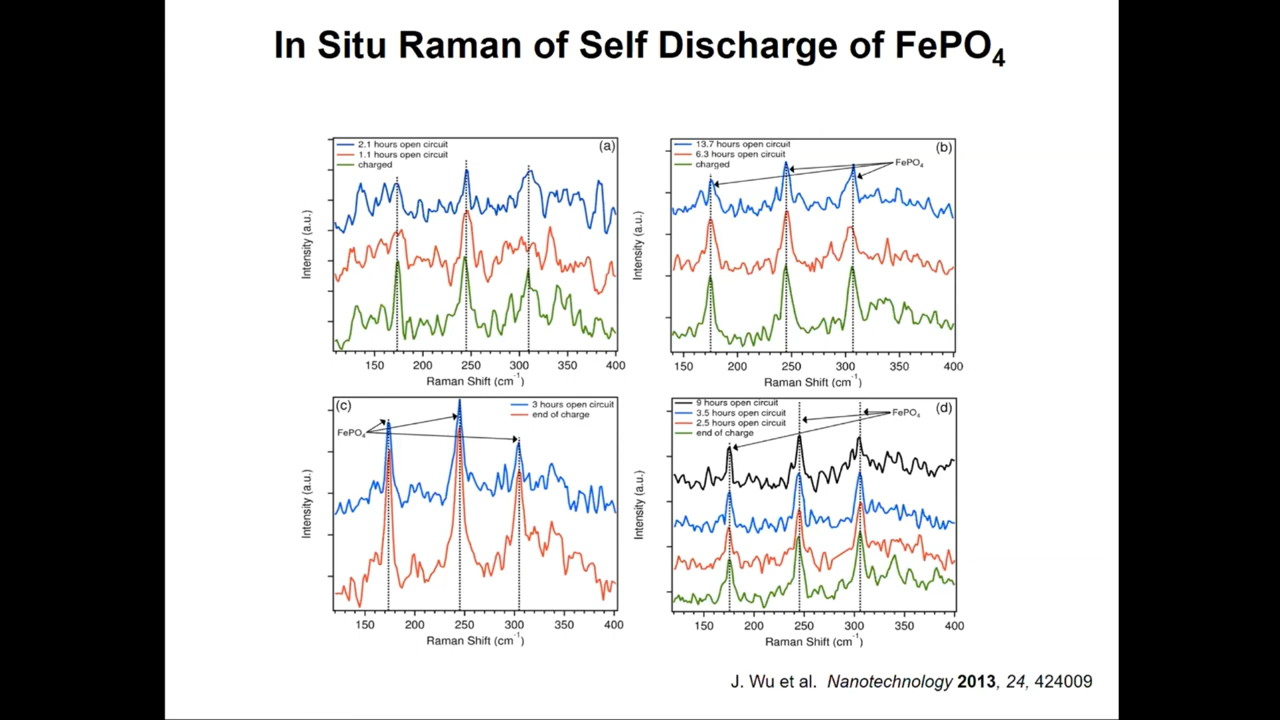 In Situ Raman of Self Discharge of FePO₄
2.1 hours open circuit
1.1 hours open circuit
charged
(a)
Intensity (a.u.)
150 200 250 300 350 400
Raman Shift (cm⁻¹)
13.7 hours open circuit
6.3 hours open circuit
charged
(b)
FePO₄
Intensity (a.u.)
150 200 250 300 350 400
Raman Shift (cm⁻¹)
(c)
3 hours open circuit
end of charge
FePO₄
Intensity (a.u.)
150 200 250 300 350 400
Raman Shift (cm⁻¹)
9 hours open circuit
3.5 hours open circuit
2.5 hours open circuit
end of charge
(d)
FePO₄
Intensity (a.u.)
150 200 250 300 350 400
Raman Shift (cm⁻¹)
J. Wu et al. Nanotechnology 2013, 24, 424009